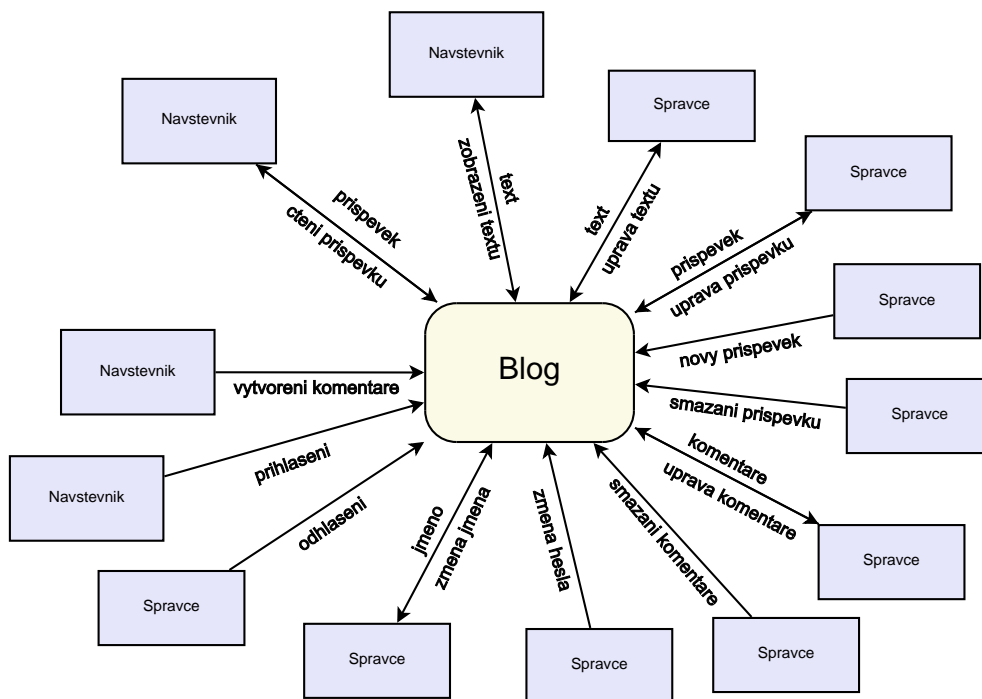 Navstevnik
Navstevnik
Spravce
Spravce
prispevek
cteni prispevku
text
zobrazeni textu
text
uprava textu
prispevek
uprava prispevku
Spravce
novy prispevek
Blog
Navstevnik
vytvoreni komentare
smazani prispevku
Spravce
Navstevnik
prihlaseni
komentare
uprava komentare
Spravce
odhlaseni
Spravce
jmeno
zmena jmena
zmena hesla
smazani komentare
Spravce
Spravce
Spravce